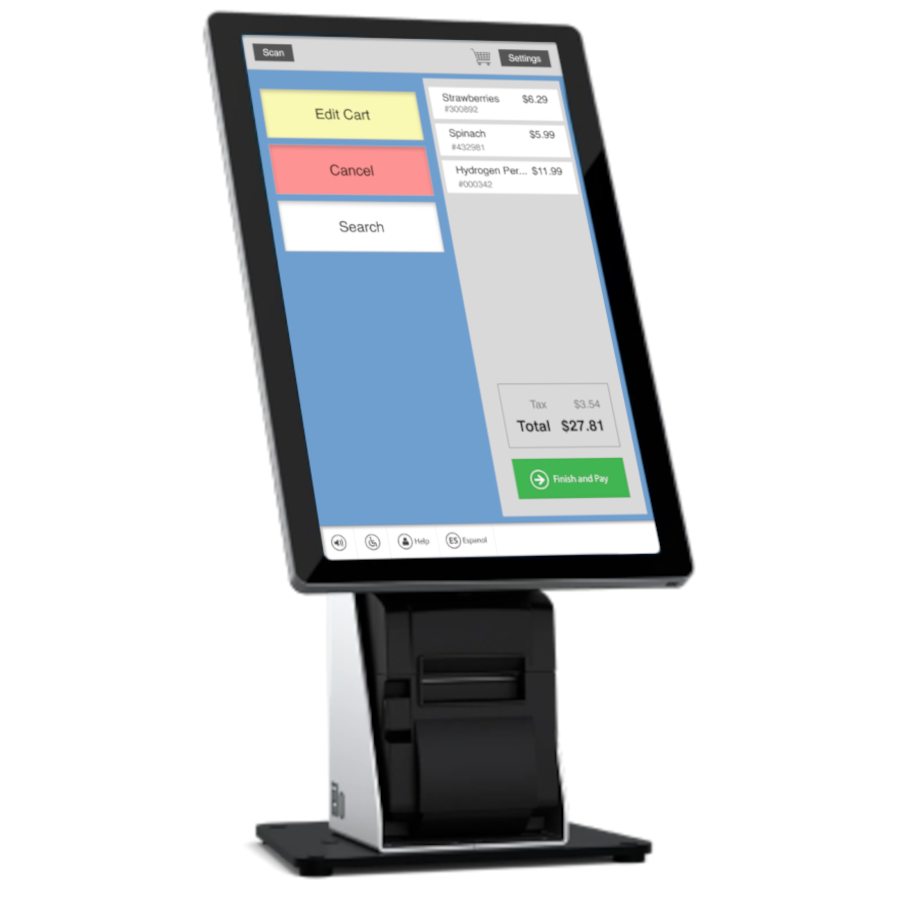 Scan
Settings
Edit Cart
Cancel
Search
Strawberries $6.29
#300892
Spinach $5.99
#432981
Hydrogen Per... $11.99
#000342
Tax $3.54
Total $27.81
Finish and Pay
Help
ES Espanol
elo